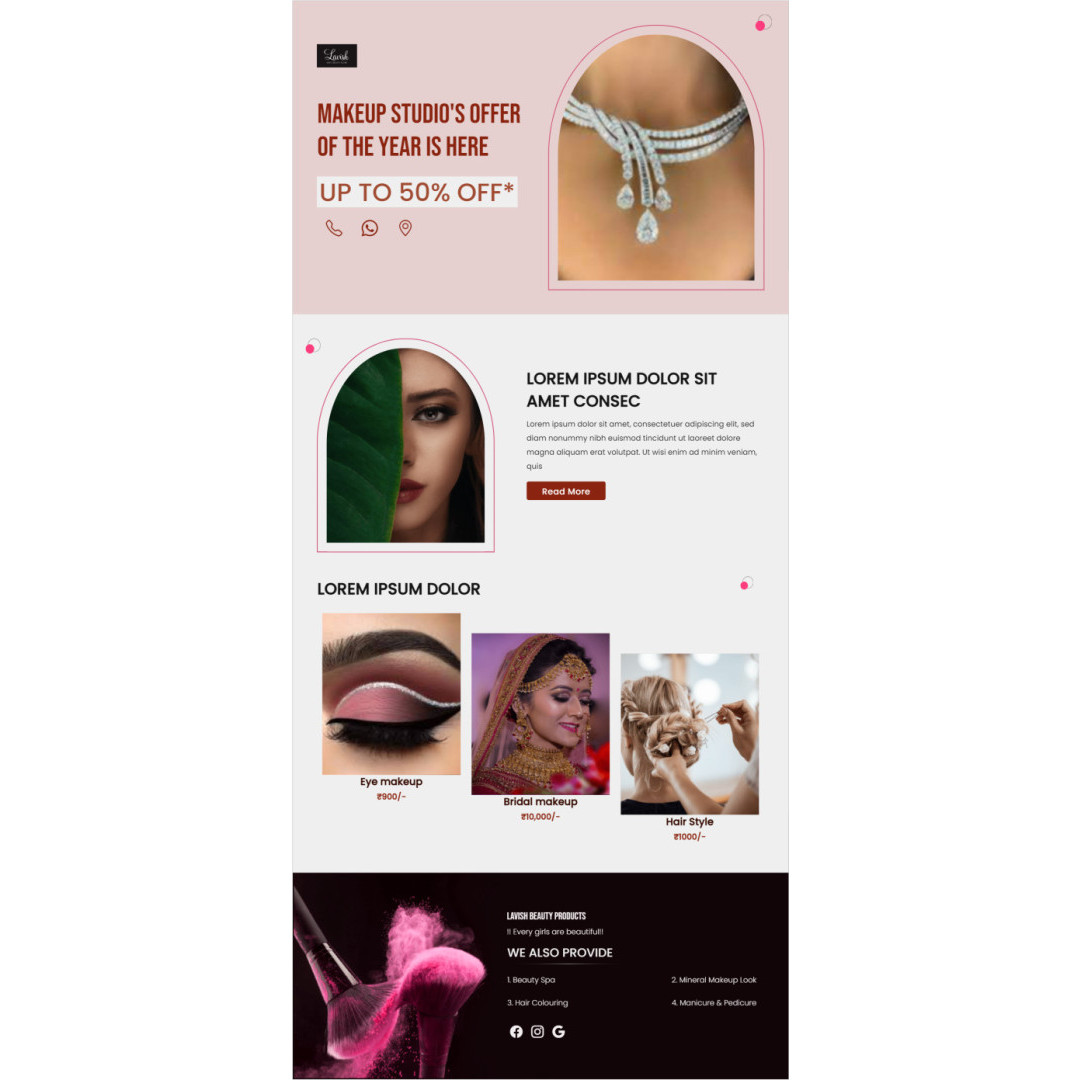 Lavish
MAKEUP STUDIO'S OFFER
OF THE YEAR IS HERE
UP TO 50% OFF*
LOREM IPSUM DOLOR SIT
AMET CONSEC
Lorem ipsum dolor sit amet, consectetuer adipiscing elit, sed
diam nonummy nibh euismod tincidunt ut laoreet dolore
magna aliquam erat volutpat. Ut wisi enim ad minim veniam,
quis
Read More
LOREM IPSUM DOLOR
Eye makeup
₹900/-
Bridal makeup
₹10,000/-
Hair Style
₹1000/-
LAVISH BEAUTY PRODUCTS
!! Every girls are beautiful!!
WE ALSO PROVIDE
1. Beauty Spa
2. Mineral Makeup Look
3. Hair Colouring
4. Manicure & Pedicure